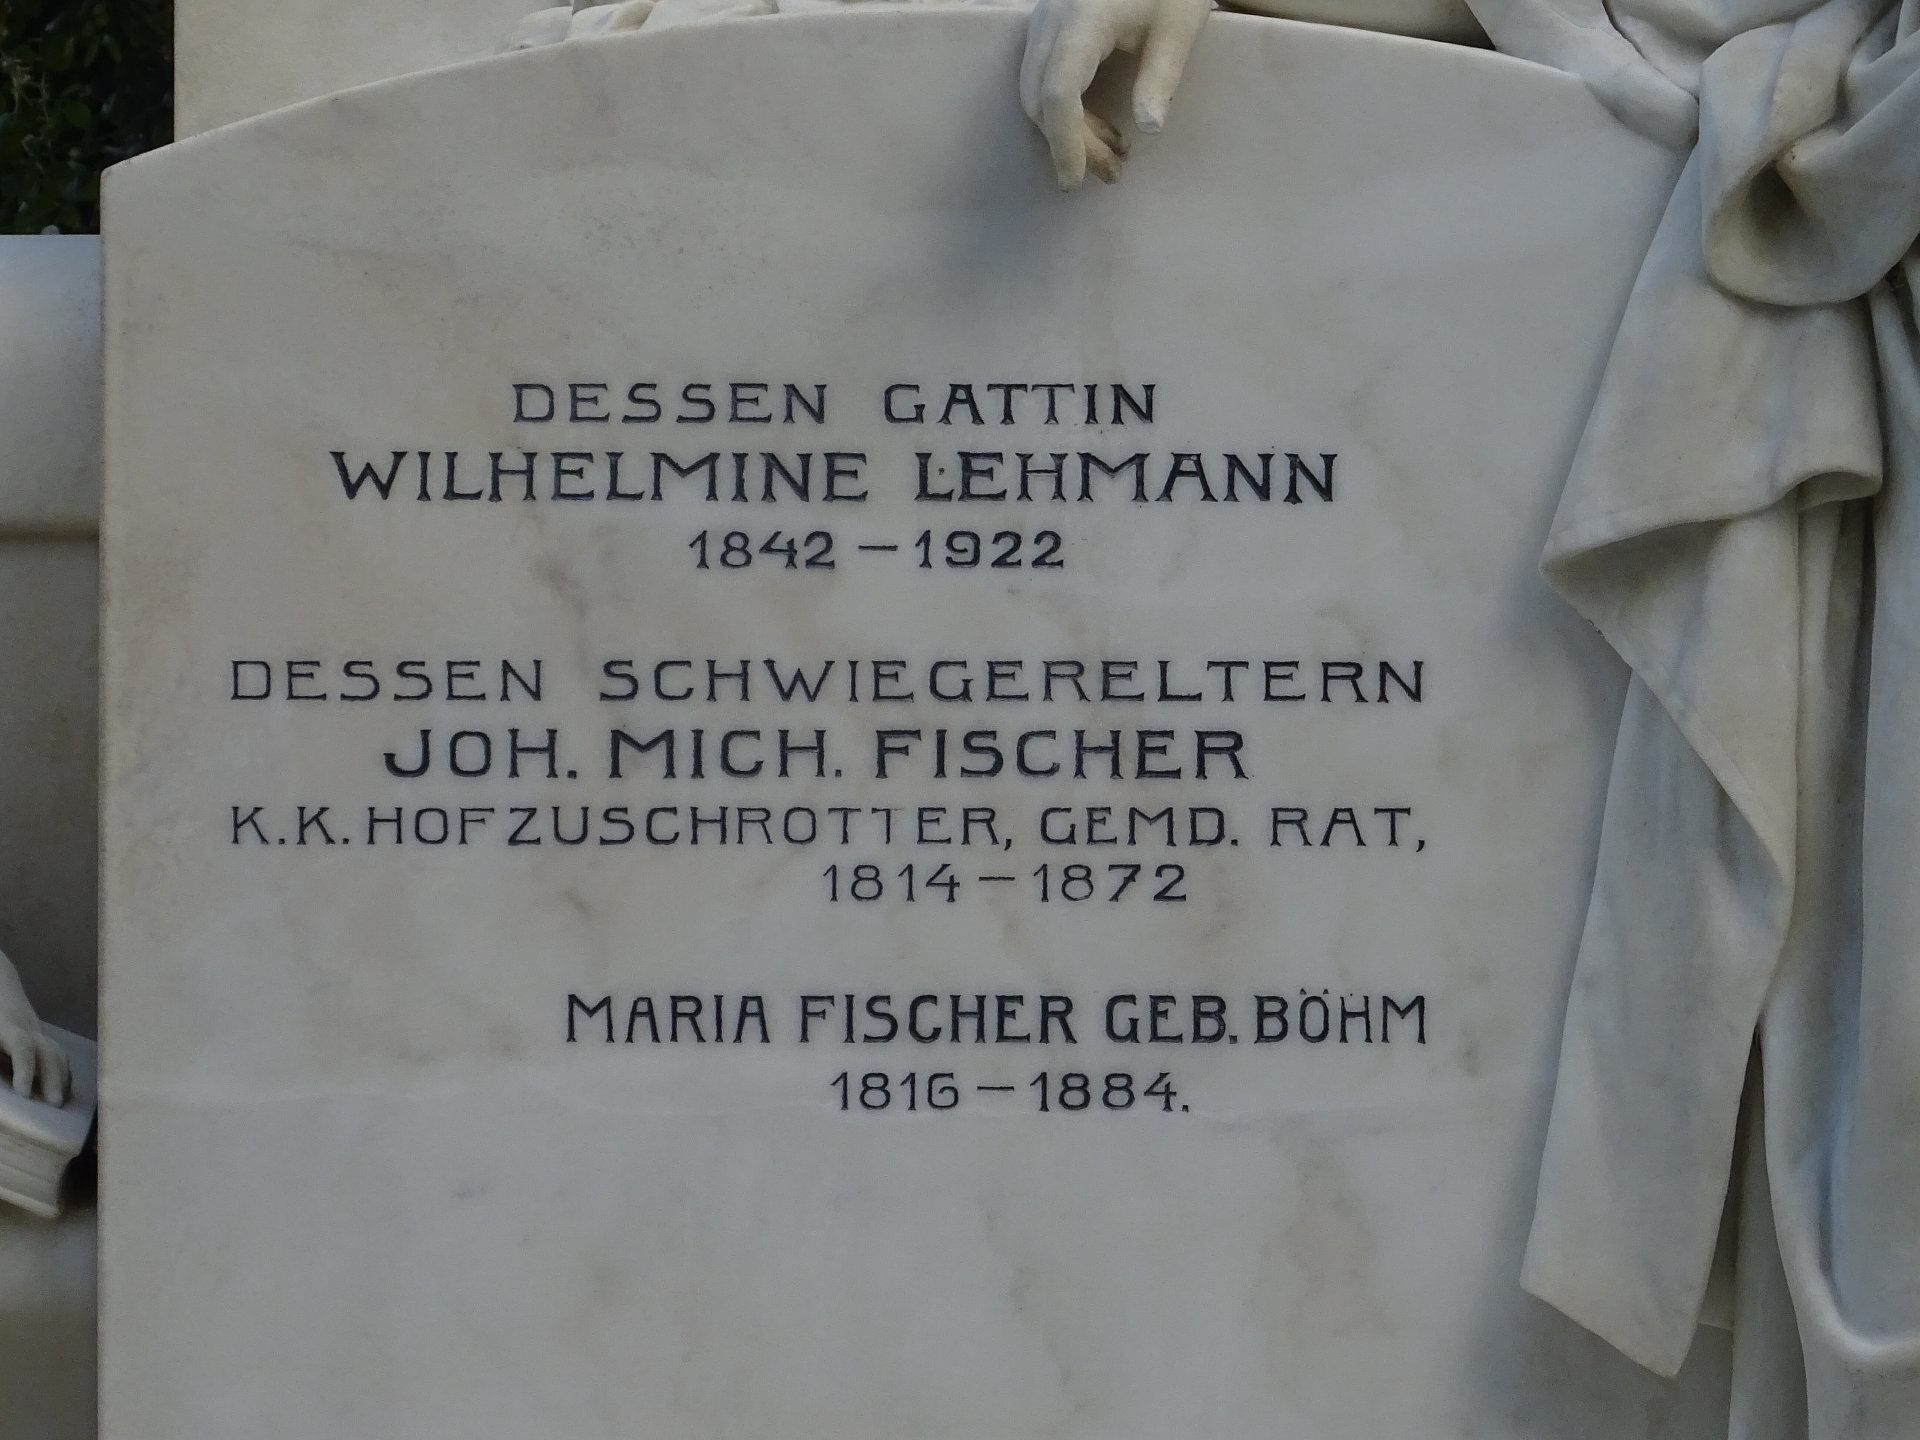 DESSEN GATTIN
WILHELMINE LEHMANN
1842 – 1922
DESSEN SCHWIEGERELTERN
JOH. MICH. FISCHER
K.K. HOFZUSCHROTTER, GEMD. RAT,
1814 – 1872
MARIA FISCHER GEB. BÖHM
1816 – 1884.